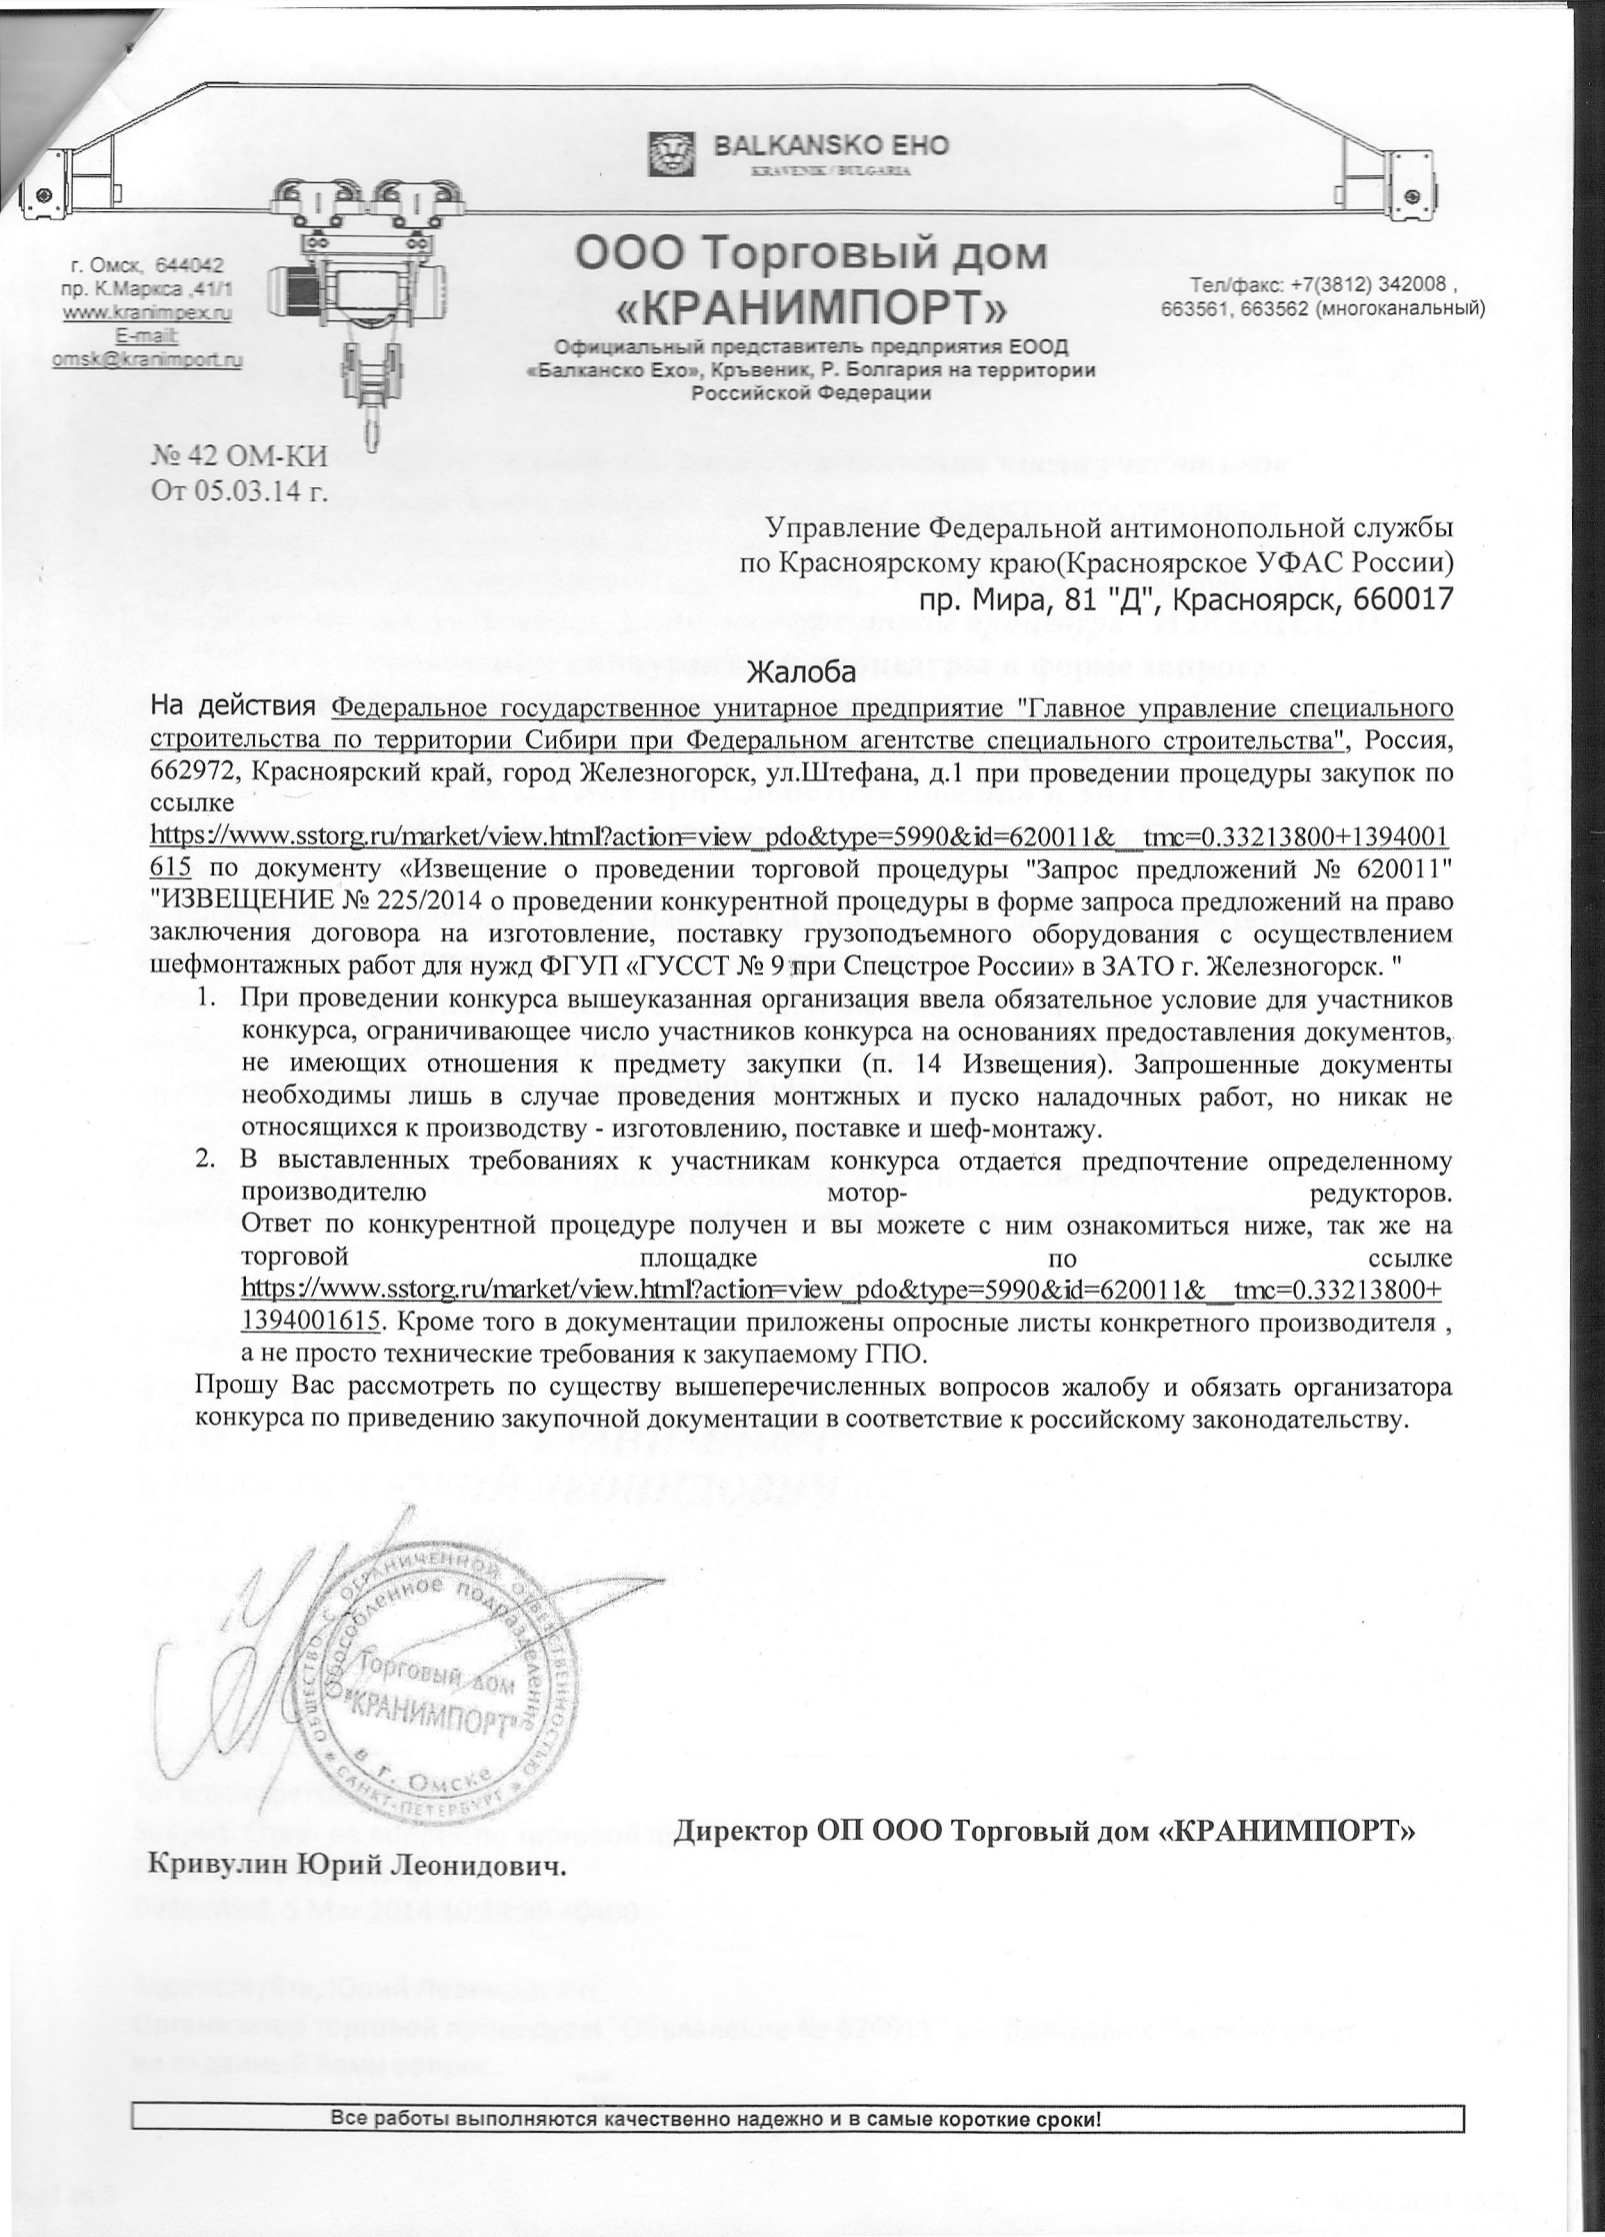 BALKANSKO EHO
KRAVENIK / BULGARIA
г. Омск, 644042
пр. К.Маркса ,41/1
www.kranimpex.ru
E-mail:
omsk@kranimport.ru
ООО Торговый дом
«КРАНИМПОРТ»
Официальный представитель предприятия ЕООД
«Балканско Ехо», Кръвеник, Р. Болгария на территории
Российской Федерации
Тел/факс: +7(3812) 342008 ,
663561, 663562 (многоканальный)
№ 42 ОМ-КИ
От 05.03.14 г.
Управление Федеральной антимонопольной службы
по Красноярскому краю(Красноярское УФАС России)
пр. Мира, 81 "Д", Красноярск, 660017
Жалоба
На действия Федеральное государственное унитарное предприятие "Главное управление специального
строительства по территории Сибири при Федеральном агентстве специального строительства", Россия,
662972, Красноярский край, город Железногорск, ул.Штефана, д.1 при проведении процедуры закупок по
ссылке
https://www.sstorg.ru/market/view.html?action=view_pdo&type=5990&id=620011&__tmc=0.33213800+1394001
615 по документу «Извещение о проведении торговой процедуры "Запрос предложений № 620011"
"ИЗВЕЩЕНИЕ № 225/2014 о проведении конкурентной процедуры в форме запроса предложений на право
заключения договора на изготовление, поставку грузоподъемного оборудования с осуществлением
шефмонтажных работ для нужд ФГУП «ГУССТ № 9 при Спецстрое России» в ЗАТО г. Железногорск. "
1. При проведении конкурса вышеуказанная организация ввела обязательное условие для участников
конкурса, ограничивающее число участников конкурса на основаниях предоставления документов,
не имеющих отношения к предмету закупки (п. 14 Извещения). Запрошенные документы
необходимы лишь в случае проведения монтжных и пуско наладочных работ, но никак не
относящихся к производству - изготовлению, поставке и шеф-монтажу.
2. В выставленных требованиях к участникам конкурса отдается предпочтение определенному
производителю мотор- редукторов.
Ответ по конкурентной процедуре получен и вы можете с ним ознакомиться ниже, так же на
торговой площадке по ссылке
https://www.sstorg.ru/market/view.html?action=view_pdo&type=5990&id=620011&__tmc=0.33213800+
1394001615. Кроме того в документации приложены опросные листы конкретного производителя ,
а не просто технические требования к закупаемому ГПО.
Прошу Вас рассмотреть по существу вышеперечисленных вопросов жалобу и обязать организатора
конкурса по приведению закупочной документации в соответствие к российскому законодательству.
ОБЩЕСТВО С ОГРАНИЧЕННОЙ ОТВЕТСТВЕННОСТЬЮ * САНКТ-ПЕТЕРБУРГ *
Обособленное подразделение
Торговый дом
"КРАНИМПОРТ"
в г. Омске
Директор ОП ООО Торговый дом «КРАНИМПОРТ»
Кривулин Юрий Леонидович.
Все работы выполняются качественно надежно и в самые короткие сроки!